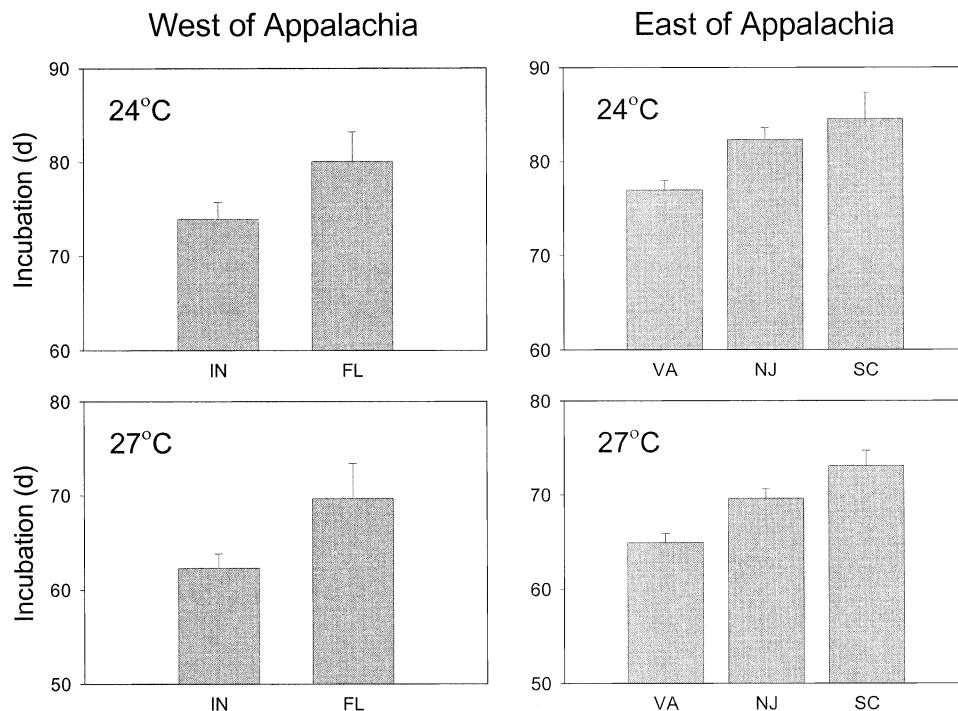 West of Appalachia
East of Appalachia
Incubation (d)
90
80
70
60
24°C
IN
FL
90
80
70
60
24°C
VA
NJ
SC
Incubation (d)
80
70
60
50
27°C
IN
FL
80
70
60
50
27°C
VA
NJ
SC